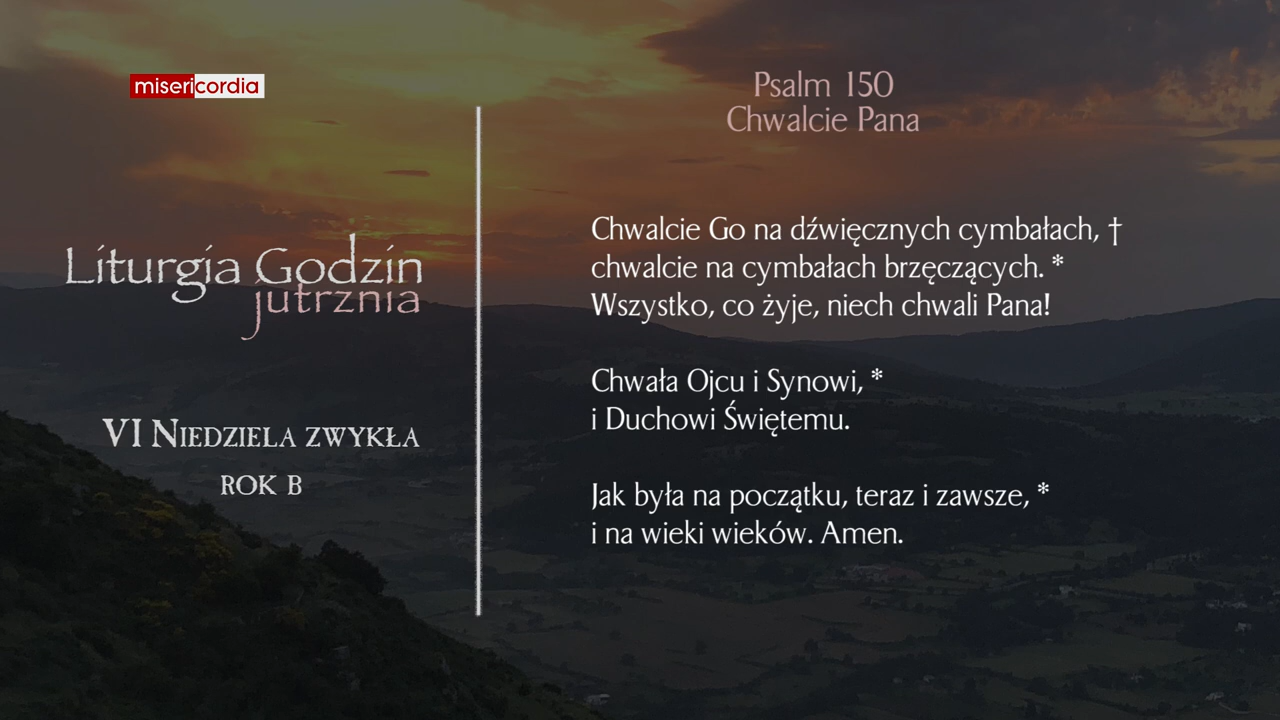 misericordia
Liturgia Godzin
jutrznia
VI Niedziela zwykła
rok B
Psalm 150
Chwalcie Pana
Chwalcie Go na dźwięcznych cymbałach, †
chwalcie na cymbałach brzęczących. *
Wszystko, co żyje, niech chwali Pana!
Chwała Ojcu i Synowi, *
i Duchowi Świętemu.
Jak była na początku, teraz i zawsze, *
i na wieki wieków. Amen.